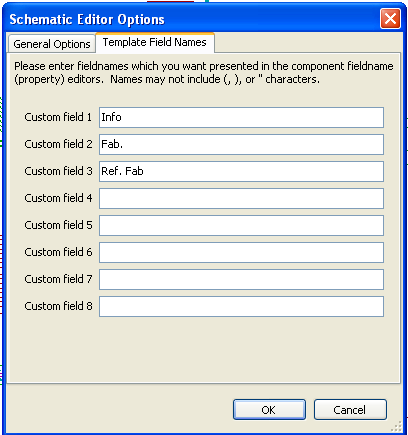 Schematic Editor Options
General Options Template Field Names
Please enter fieldnames which you want presented in the component fieldname
(property) editors. Names may not include (, ), or " characters.
Custom field 1 Info
Custom field 2 Fab.
Custom field 3 Ref. Fab
Custom field 4
Custom field 5
Custom field 6
Custom field 7
Custom field 8
OK Cancel